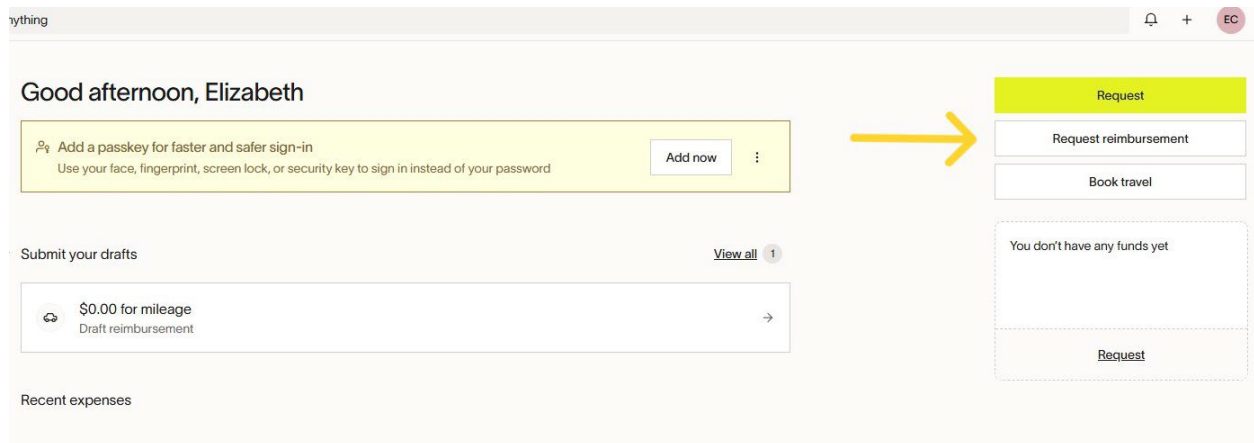 EC
Good afternoon, Elizabeth
Add a passkey for faster and safer sign-in
Use your face, fingerprint, screen lock, or security key to sign in instead of your password
Add now
Submit your drafts
View all 1
$0.00 for mileage
Draft reimbursement
Recent expenses
Request
Request reimbursement
Book travel
You don't have any funds yet
Request